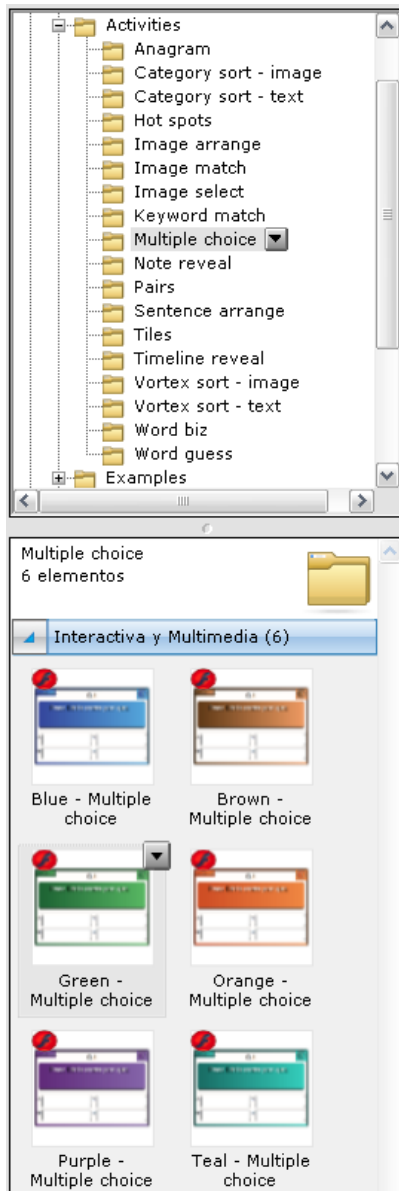 Activities
Anagram
Category sort - image
Category sort - text
Hot spots
Image arrange
Image match
Image select
Keyword match
Multiple choice
Note reveal
Pairs
Sentence arrange
Tiles
Timeline reveal
Vortex sort - image
Vortex sort - text
Word biz
Word guess
Examples
Multiple choice
6 elementos
Interactiva y Multimedia (6)
Blue - Multiple
choice
Brown -
Multiple choice
Green -
Multiple choice
Orange -
Multiple choice
Purple -
Multiple choice
Teal - Multiple
choice